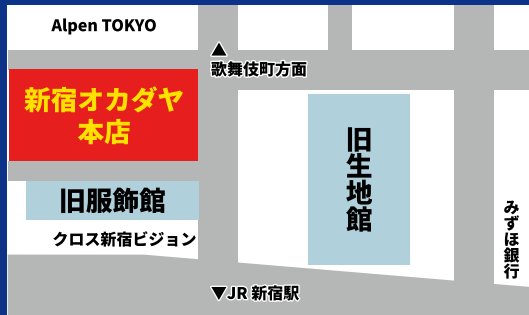 Alpen TOKYO
▲
歌舞伎町方面
新宿オカダヤ
本店
旧生地館
旧服飾館
みずほ銀行
クロス新宿ビジョン
▼JR 新宿駅